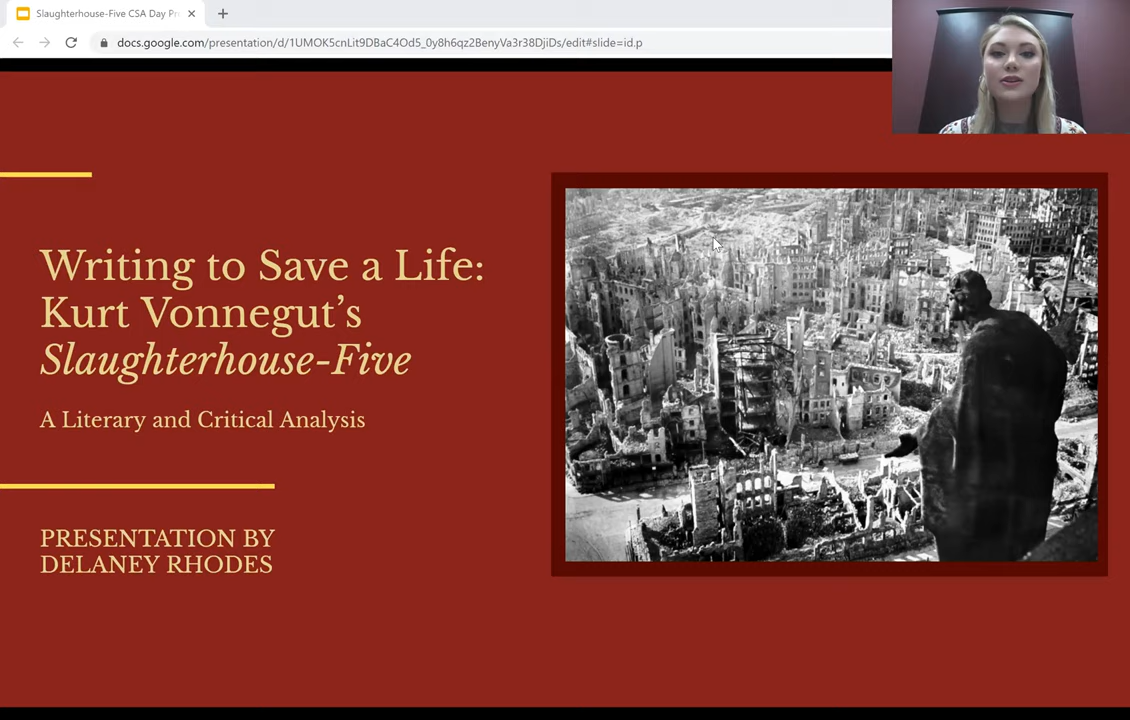 Slaughterhouse-Five CSA Day Pr
docs.google.com/presentation/d/1UMOK5cnLit9DBaC4Od5_0y8h6qz2BenyVa3r38DjiDs/edit#slide=id.p
Writing to Save a Life:
Kurt Vonnegut’s
Slaughterhouse-Five
A Literary and Critical Analysis
PRESENTATION BY
DELANEY RHODES